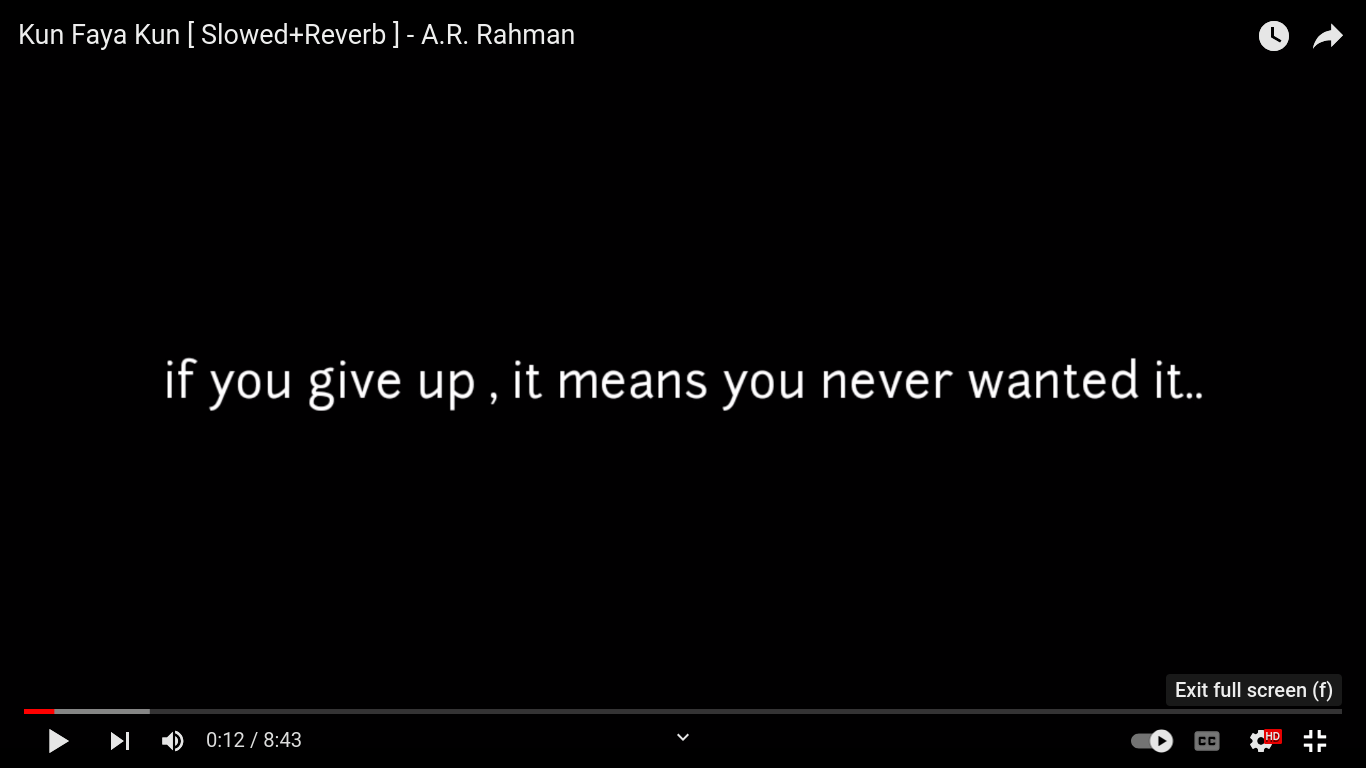 Kun Faya Kun [ Slowed+Reverb ] - A.R. Rahman
if you give up , it means you never wanted it..
Exit full screen (f)
0:12 / 8:43
CC
HD